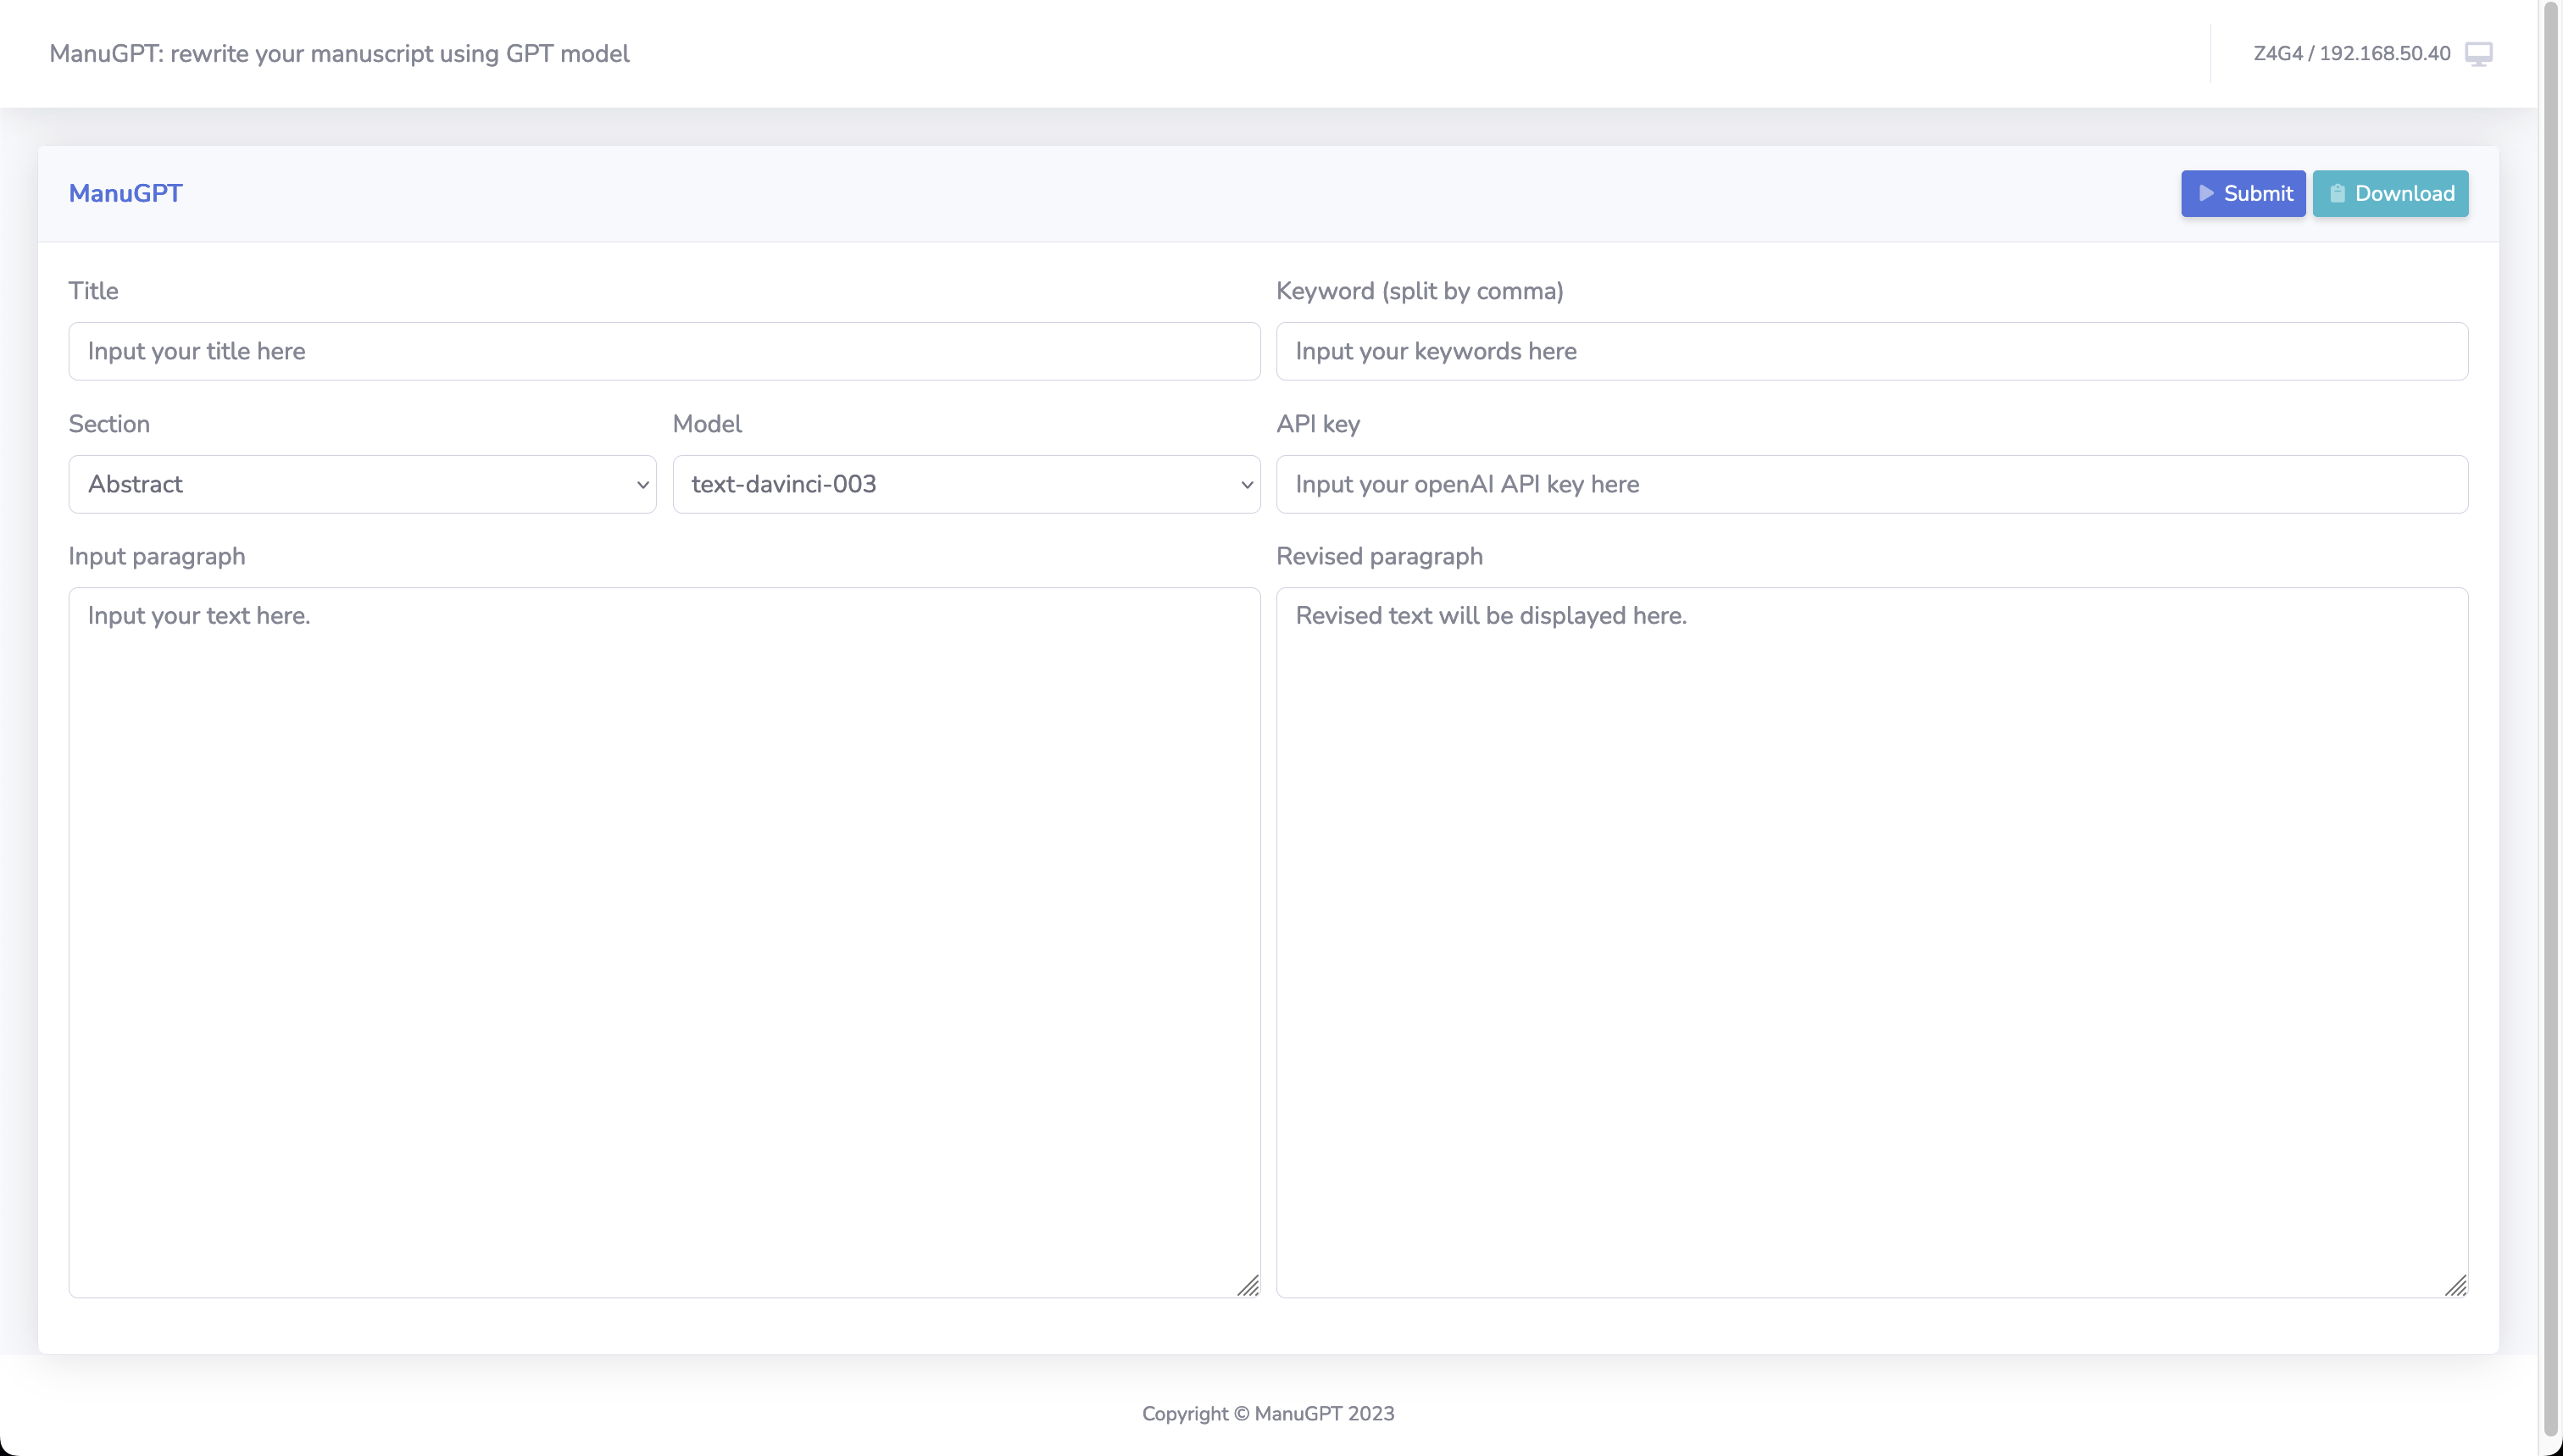 ManuGPT: rewrite your manuscript using GPT model
Z4G4 / 192.168.50.40
ManuGPT
Submit
Download
Title
Keyword (split by comma)
Input your title here
Input your keywords here
Section
Model
API key
Abstract
text-davinci-003
Input your openAI API key here
Input paragraph
Revised paragraph
Input your text here.
Revised text will be displayed here.
Copyright © ManuGPT 2023